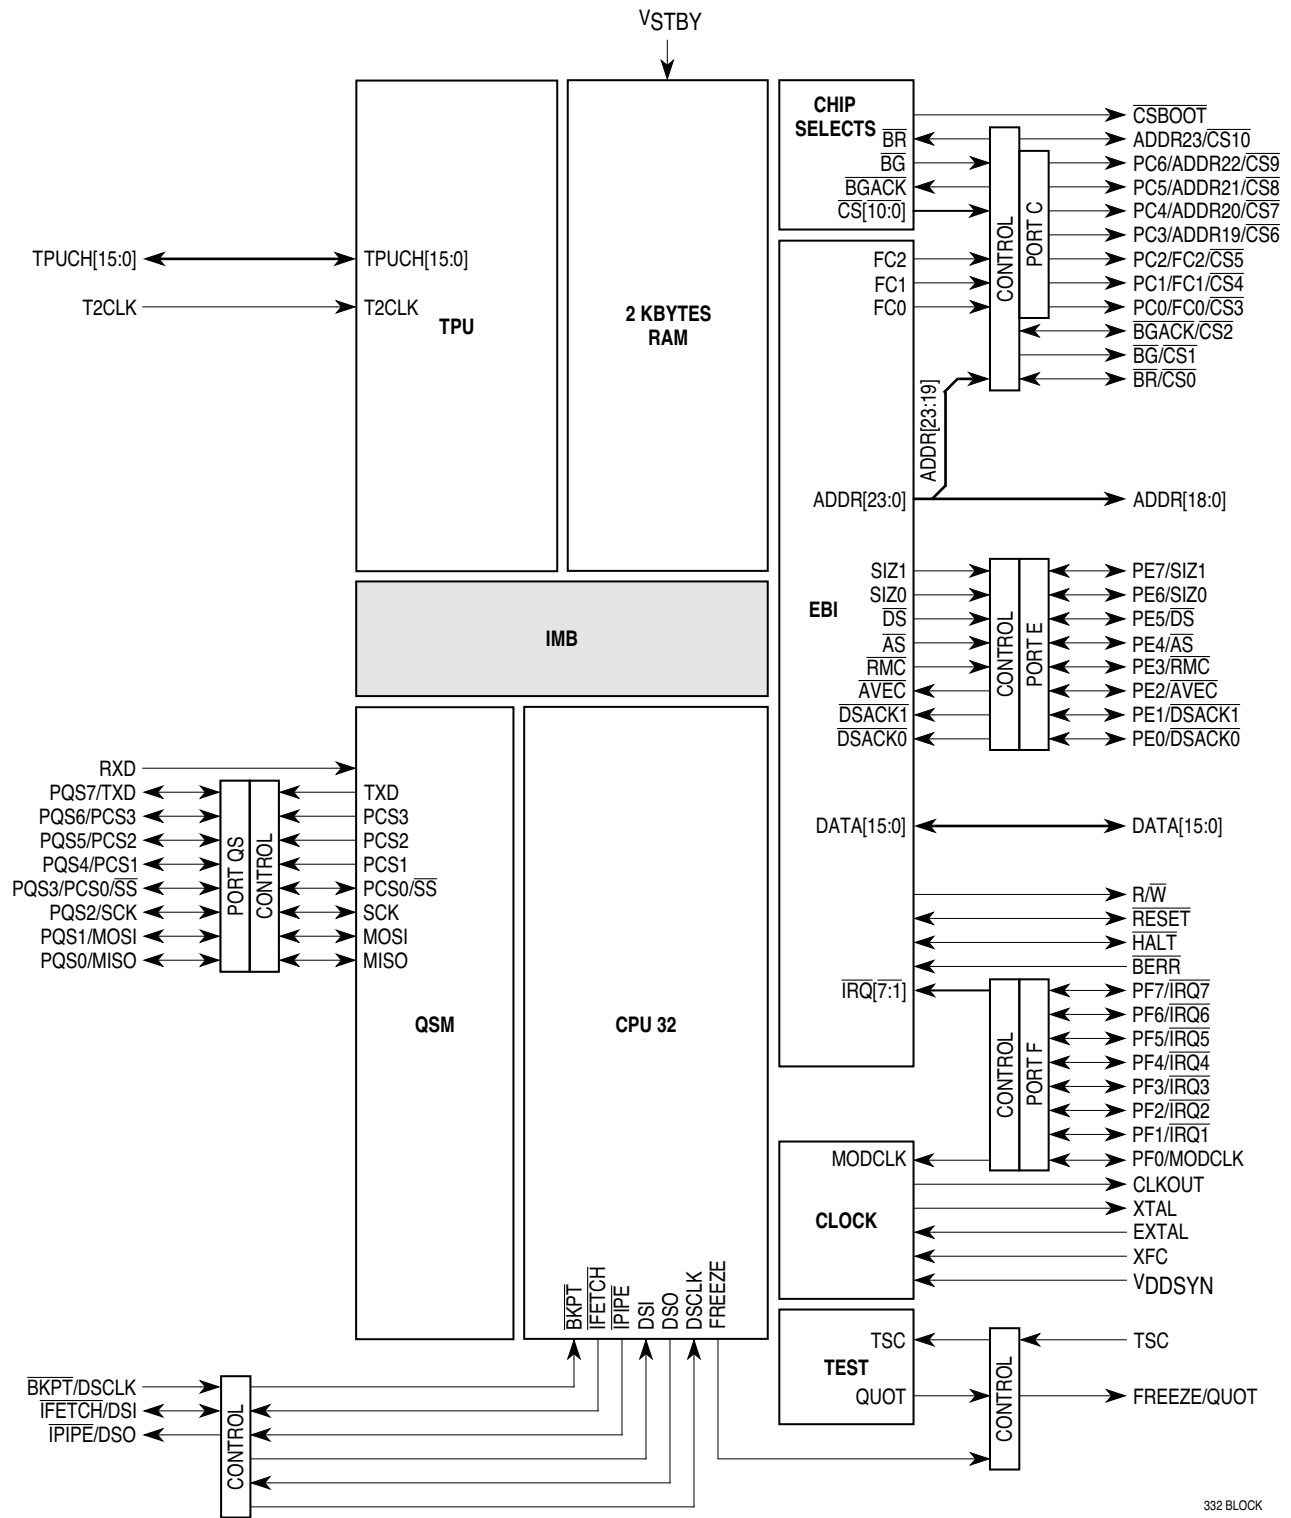 VSTBY
CHIP
SELECTS
BR
BG
BGACK
CS[10:0]
CONTROL
PORT C
CSBOOT
ADDR23/CS10
PC6/ADDR22/CS9
PC5/ADDR21/CS8
PC4/ADDR20/CS7
PC3/ADDR19/CS6
PC2/FC2/CS5
PC1/FC1/CS4
PC0/FC0/CS3
BGACK/CS2
BG/CS1
BR/CS0
TPUCH[15:0]
T2CLK
TPUCH[15:0]
T2CLK
TPU
2 KBYTES
RAM
FC2
FC1
FC0
ADDR[23:19]
ADDR[23:0]
ADDR[18:0]
EBI
SIZ1
SIZ0
DS
AS
RMC
AVEC
DSACK1
DSACK0
CONTROL
PORT E
PE7/SIZ1
PE6/SIZ0
PE5/DS
PE4/AS
PE3/RMC
PE2/AVEC
PE1/DSACK1
PE0/DSACK0
IMB
RXD
PQS7/TXD
PQS6/PCS3
PQS5/PCS2
PQS4/PCS1
PQS3/PCS0/SS
PQS2/SCK
PQS1/MOSI
PQS0/MISO
PORT QS
CONTROL
TXD
PCS3
PCS2
PCS1
PCS0/SS
SCK
MOSI
MISO
QSM
CPU 32
DATA[15:0]
DATA[15:0]
R/W
RESET
HALT
BERR
IRQ[7:1]
CONTROL
PORT F
PF7/IRQ7
PF6/IRQ6
PF5/IRQ5
PF4/IRQ4
PF3/IRQ3
PF2/IRQ2
PF1/IRQ1
PF0/MODCLK
MODCLK
CLOCK
CLKOUT
XTAL
EXTAL
XFC
VDDSYN
BKPT
IFETCH
IPIPE
DSI
DSO
DSCLK
FREEZE
TSC
TEST
QUOT
CONTROL
TSC
FREEZE/QUOT
BKPT/DSCLK
IFETCH/DSI
IPIPE/DSO
CONTROL
332 BLOCK